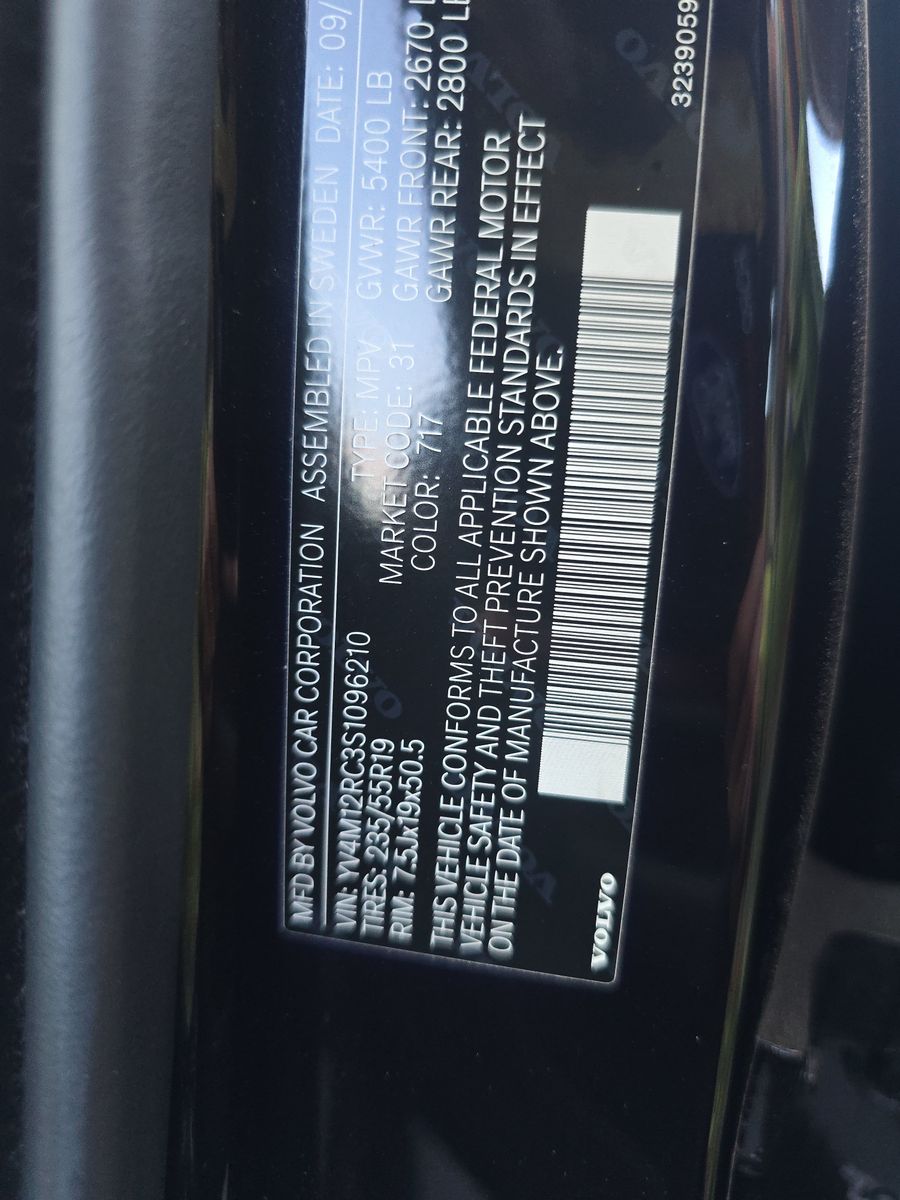 MFD BY VOLVO CAR CORPORATION ASSEMBLED IN SWEDEN DATE: 09/
VIN: YV4M12RC3S1096210 TYPE: MPV GVWR: 5400 LB
TIRES: 235/55R19 MARKET CODE: 31 GAWR FRONT: 2670
RIM: 7.5Jx19x50.5 COLOR: 717 GAWR REAR: 2800 LB
THIS VEHICLE CONFORMS TO ALL APPLICABLE FEDERAL MOTOR
VEHICLE SAFETY AND THEFT PREVENTION STANDARDS IN EFFECT
ON THE DATE OF MANUFACTURE SHOWN ABOVE.
VOLVO 3239059